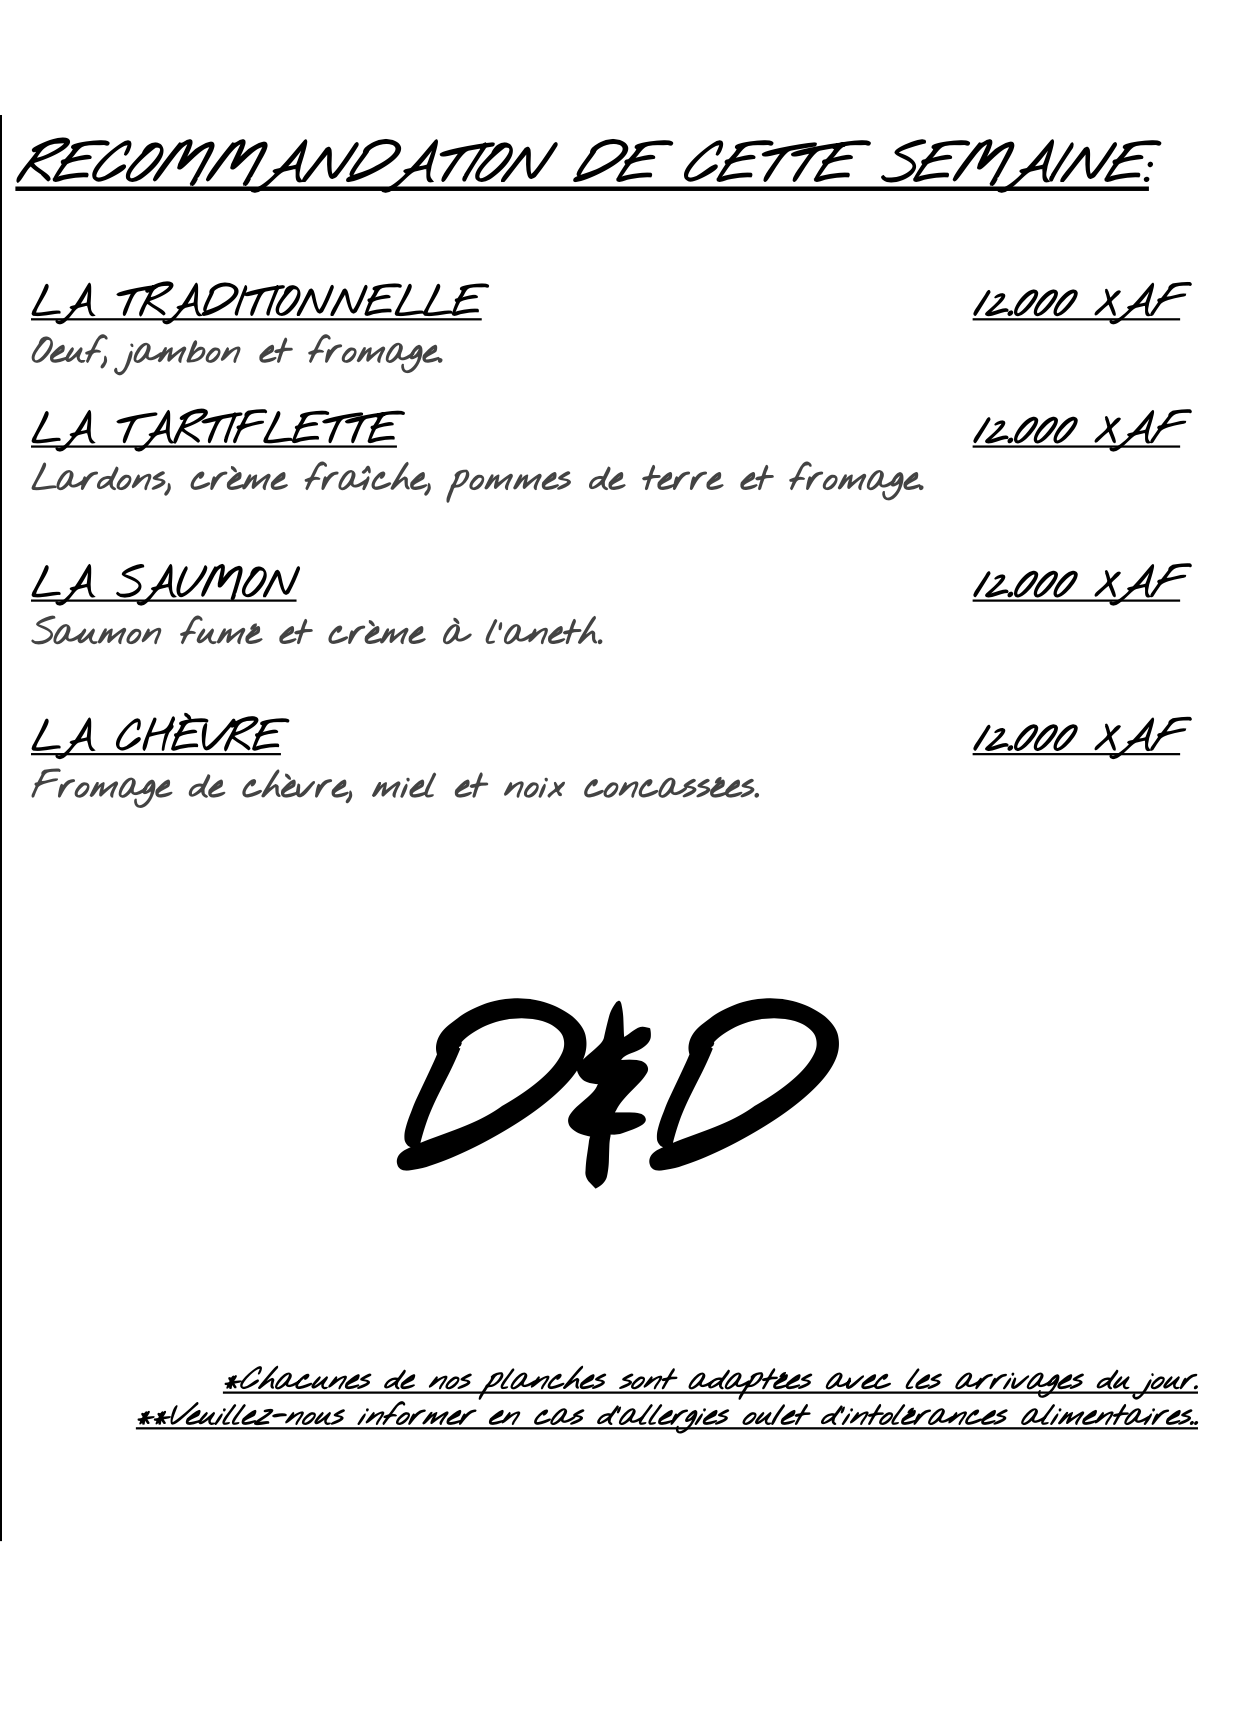 RECOMMANDATION DE CETTE SEMAINE:
LA TRADITIONNELLE 12.000 XAF
Oeuf, jambon et fromage.
LA TARTIFLETTE 12.000 XAF
Lardons, crème fraîche, pommes de terre et fromage.
LA SAUMON 12.000 XAF
Saumon fumé et crème à l'aneth.
LA CHÈVRE 12.000 XAF
Fromage de chèvre, miel et noix concassées.
D&D
*Chacunes de nos planches sont adaptées avec les arrivages du jour.
**Veuillez-nous informer en cas d'allergies ou/et d'intolérances alimentaires..